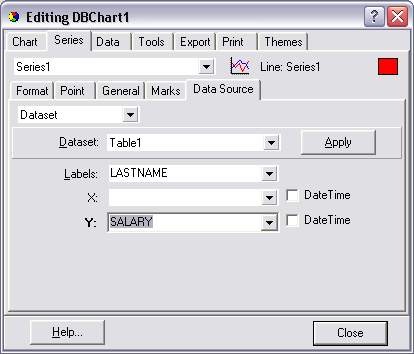 Editing DBChart1
?
Chart Series Data Tools Export Print Themes
Series1 Line: Series1
Format Point General Marks Data Source
Dataset
Dataset: Table1 Apply
Labels: LASTNAME
X: DateTime
Y: SALARY DateTime
Help... Close